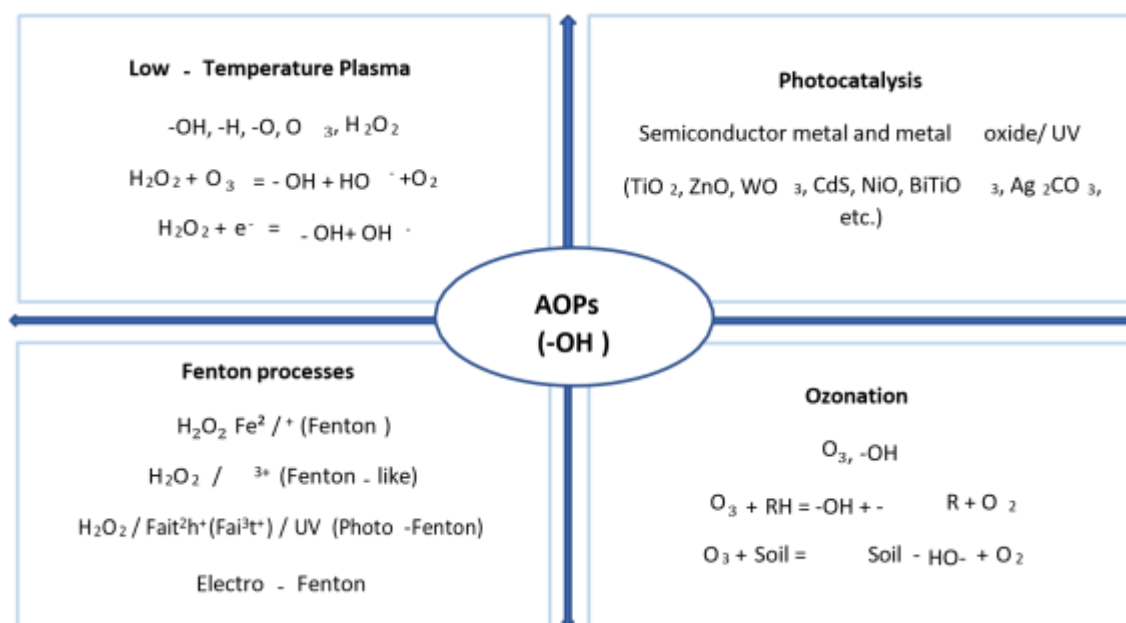 Low - Temperature Plasma
-OH, -H, -O, O ₃, H₂O₂
H₂O₂ + O ₃ = - OH + HO ⁻ +O₂
H₂O₂ + e⁻ = - OH+ OH ·
Photocatalysis
Semiconductor metal and metal oxide/ UV
(TiO ₂, ZnO, WO ₃, CdS, NiO, BiTiO ₃, Ag ₂CO ₃,
etc.)
AOPs
(-OH )
Fenton processes
H₂O₂ Fe² / ⁺ (Fenton )
H₂O₂ / ³⁺ (Fenton - like)
H₂O₂ / Fait²h⁺(Fai³t⁺) / UV (Photo -Fenton)
Electro - Fenton
Ozonation
O₃, -OH
O₃ + RH = -OH + - R + O ₂
O₃ + Soil = Soil - HO- + O₂